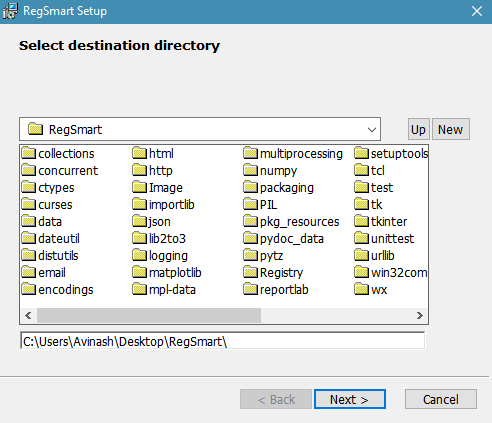 RegSmart Setup
Select destination directory
RegSmart
Up
New
collections html multiprocessing setuptools
concurrent http numpy tcl
ctypes Image packaging test
curses importlib PIL tk
data json pkg_resources tkinter
dateutil lib2to3 pydoc_data unittest
distutils logging pytz urllib
email matplotlib Registry win32com
encodings mpl-data reportlab wx
C:\Users\Avinash\Desktop\RegSmart\
< Back
Next >
Cancel